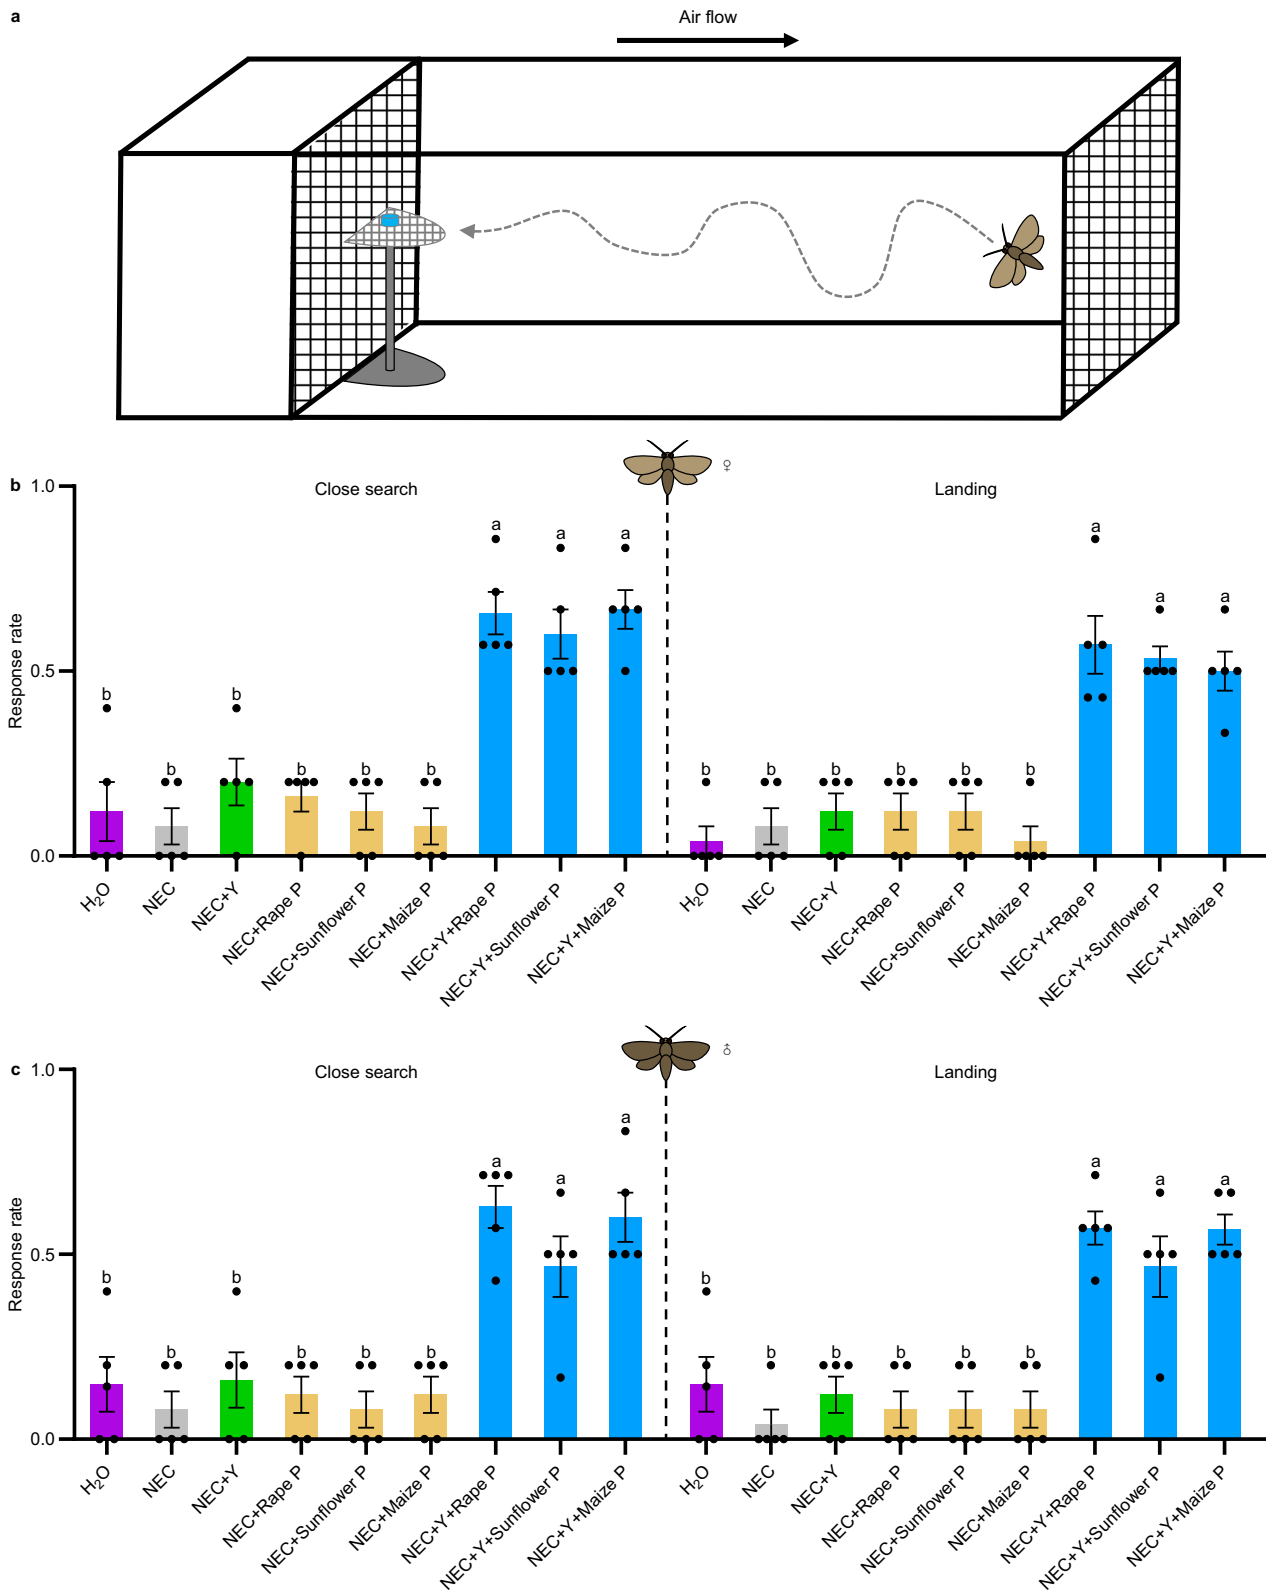 a
Air flow
b
♀
Close search
Landing
Response rate
1.0
0.5
0.0
a a a a a a
b b b b b b b b b b b b
H₂O NEC NEC+Y NEC+Rape P NEC+Sunflower P NEC+Maize P NEC+Y+Rape P NEC+Y+Sunflower P NEC+Y+Maize P
H₂O NEC NEC+Y NEC+Rape P NEC+Sunflower P NEC+Maize P NEC+Y+Rape P NEC+Y+Sunflower P NEC+Y+Maize P
c
♂
Close search
Landing
Response rate
1.0
0.5
0.0
a a a a a a
b b b b b b b b b b b b
H₂O NEC NEC+Y NEC+Rape P NEC+Sunflower P NEC+Maize P NEC+Y+Rape P NEC+Y+Sunflower P NEC+Y+Maize P
H₂O NEC NEC+Y NEC+Rape P NEC+Sunflower P NEC+Maize P NEC+Y+Rape P NEC+Y+Sunflower P NEC+Y+Maize P